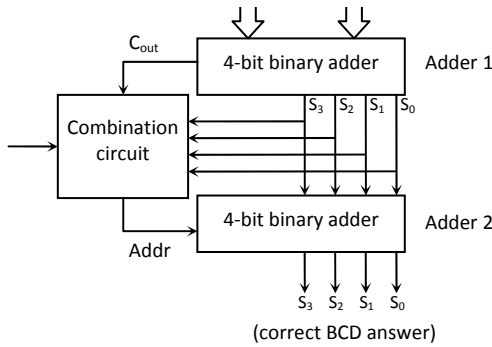 C_out
4-bit binary adder
Adder 1
S₃ S₂ S₁ S₀
Combination
circuit
4-bit binary adder
Adder 2
Addr
S₃ S₂ S₁ S₀
(correct BCD answer)